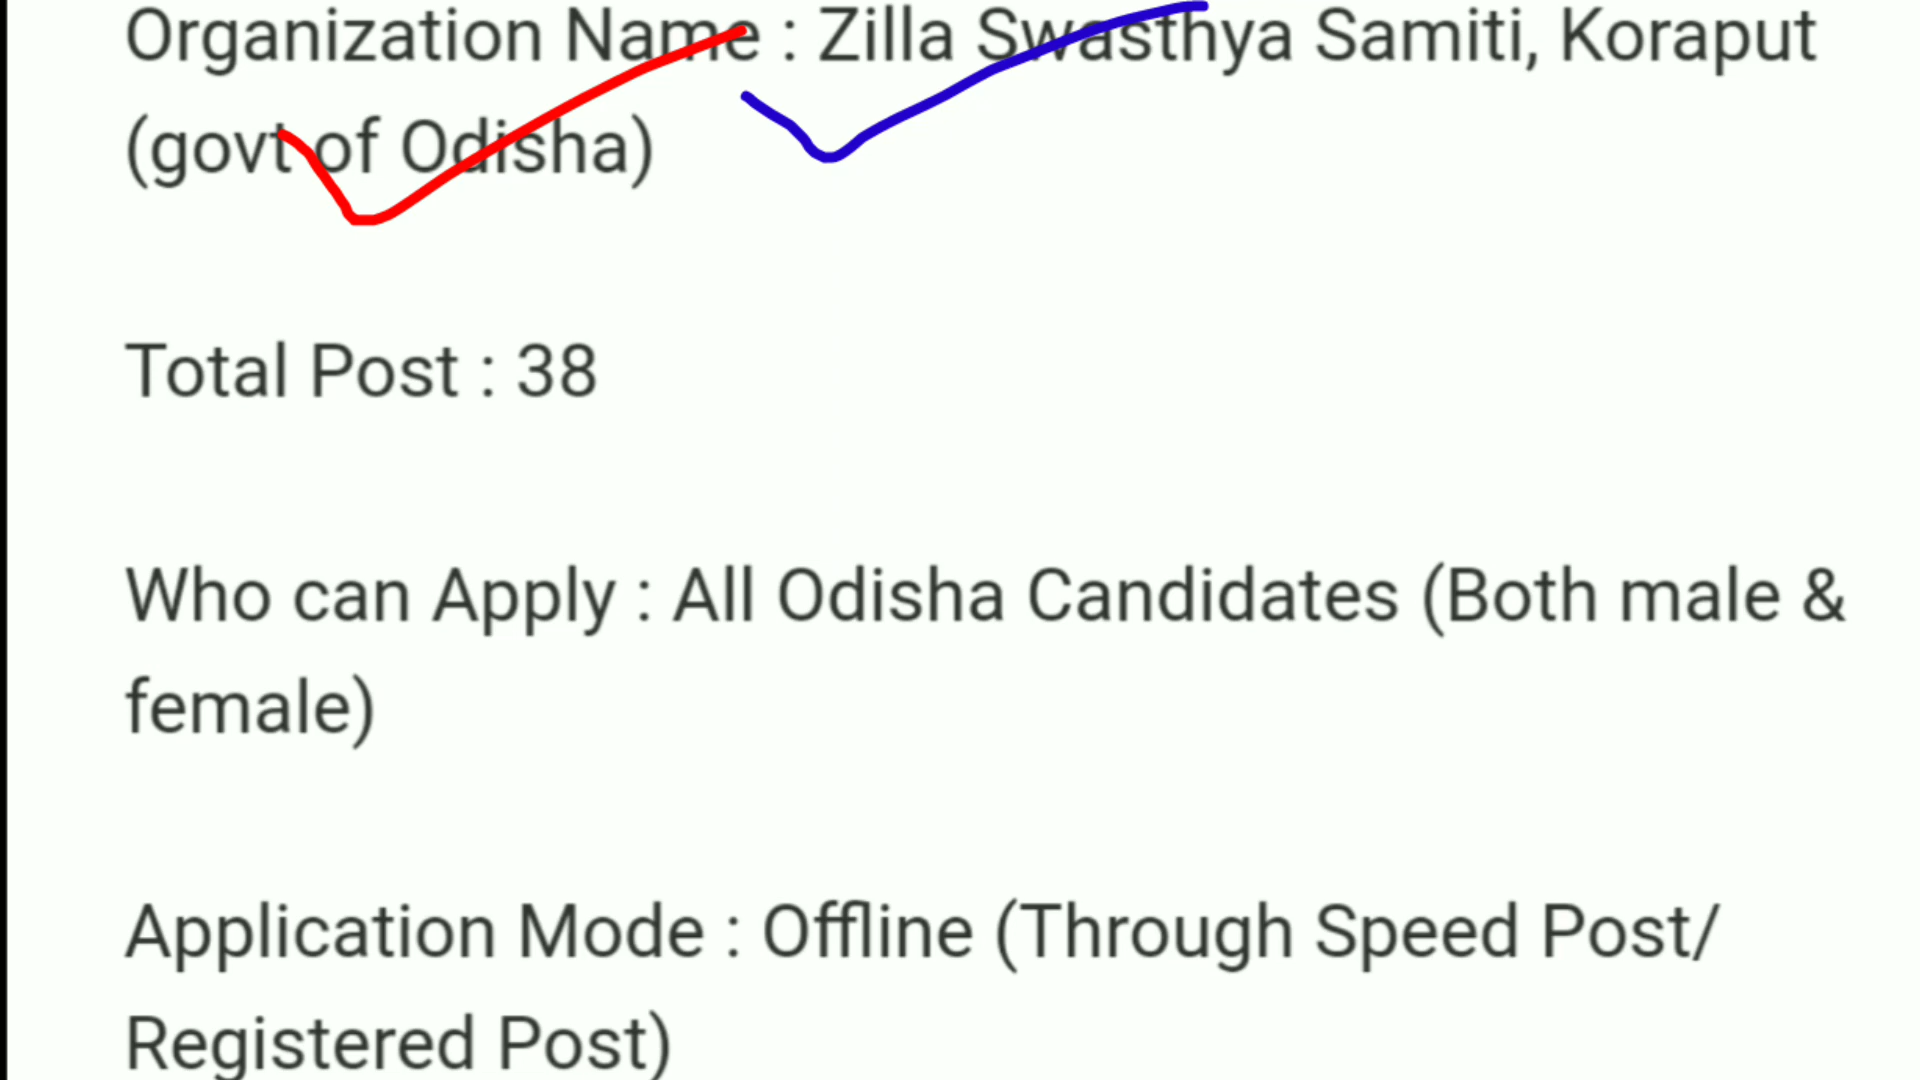 Organization Name : Zilla Swasthya Samiti, Koraput
(govt of Odisha)
Total Post : 38
Who can Apply : All Odisha Candidates (Both male &
female)
Application Mode : Offline (Through Speed Post/
Registered Post)